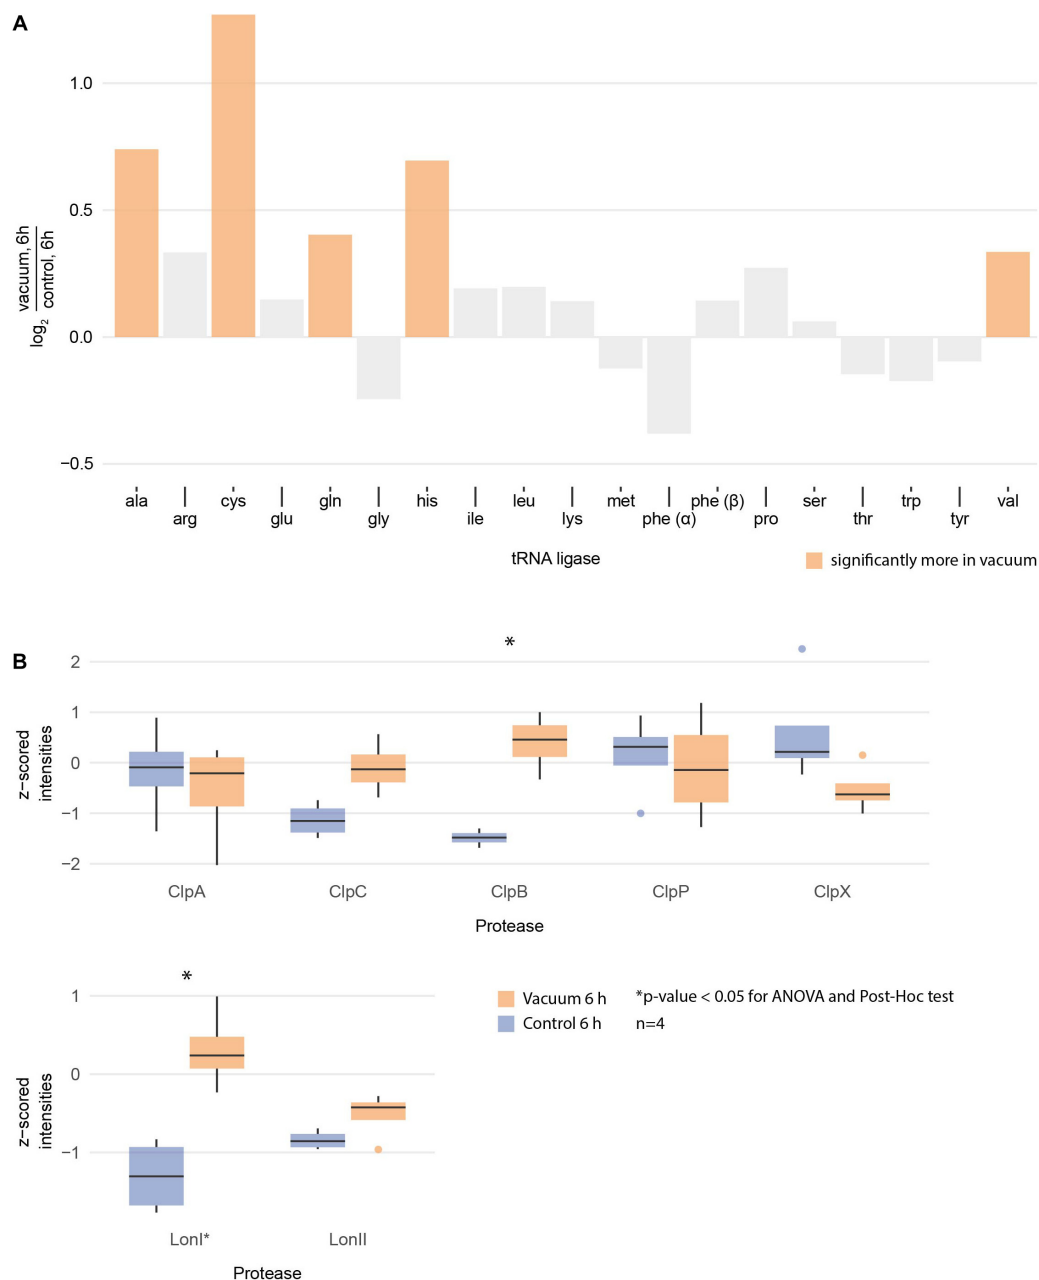 A
1.0
0.5
0.0
−0.5
log2 vacuum, 6h
control, 6h
ala
arg
cys
glu
gln
gly
his
ile
leu
lys
met
phe (α)
phe (β)
pro
ser
thr
trp
tyr
val
tRNA ligase
significantly more in vacuum
B
*
2
1
0
−1
−2
z−scored
intensities
ClpA
ClpC
ClpB
ClpP
ClpX
Protease
*
1
0
−1
z−scored
intensities
LonI*
LonII
Protease
Vacuum 6 h
Control 6 h
*p-value < 0.05 for ANOVA and Post-Hoc test
n=4